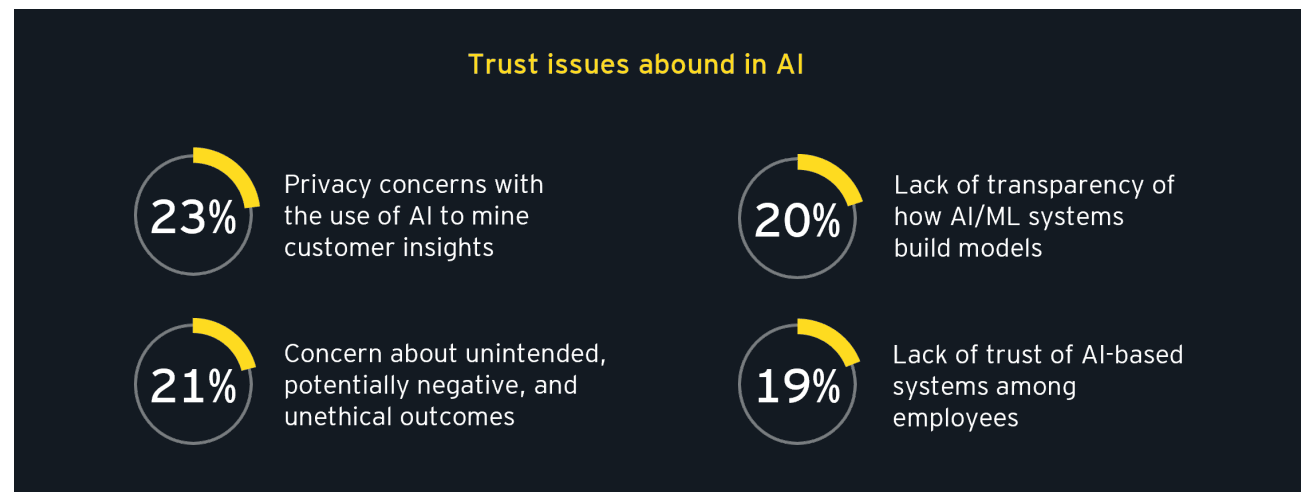 Trust issues abound in AI
23%
Privacy concerns with
the use of AI to mine
customer insights
20%
Lack of transparency of
how AI/ML systems
build models
21%
Concern about unintended,
potentially negative, and
unethical outcomes
19%
Lack of trust of AI-based
systems among
employees